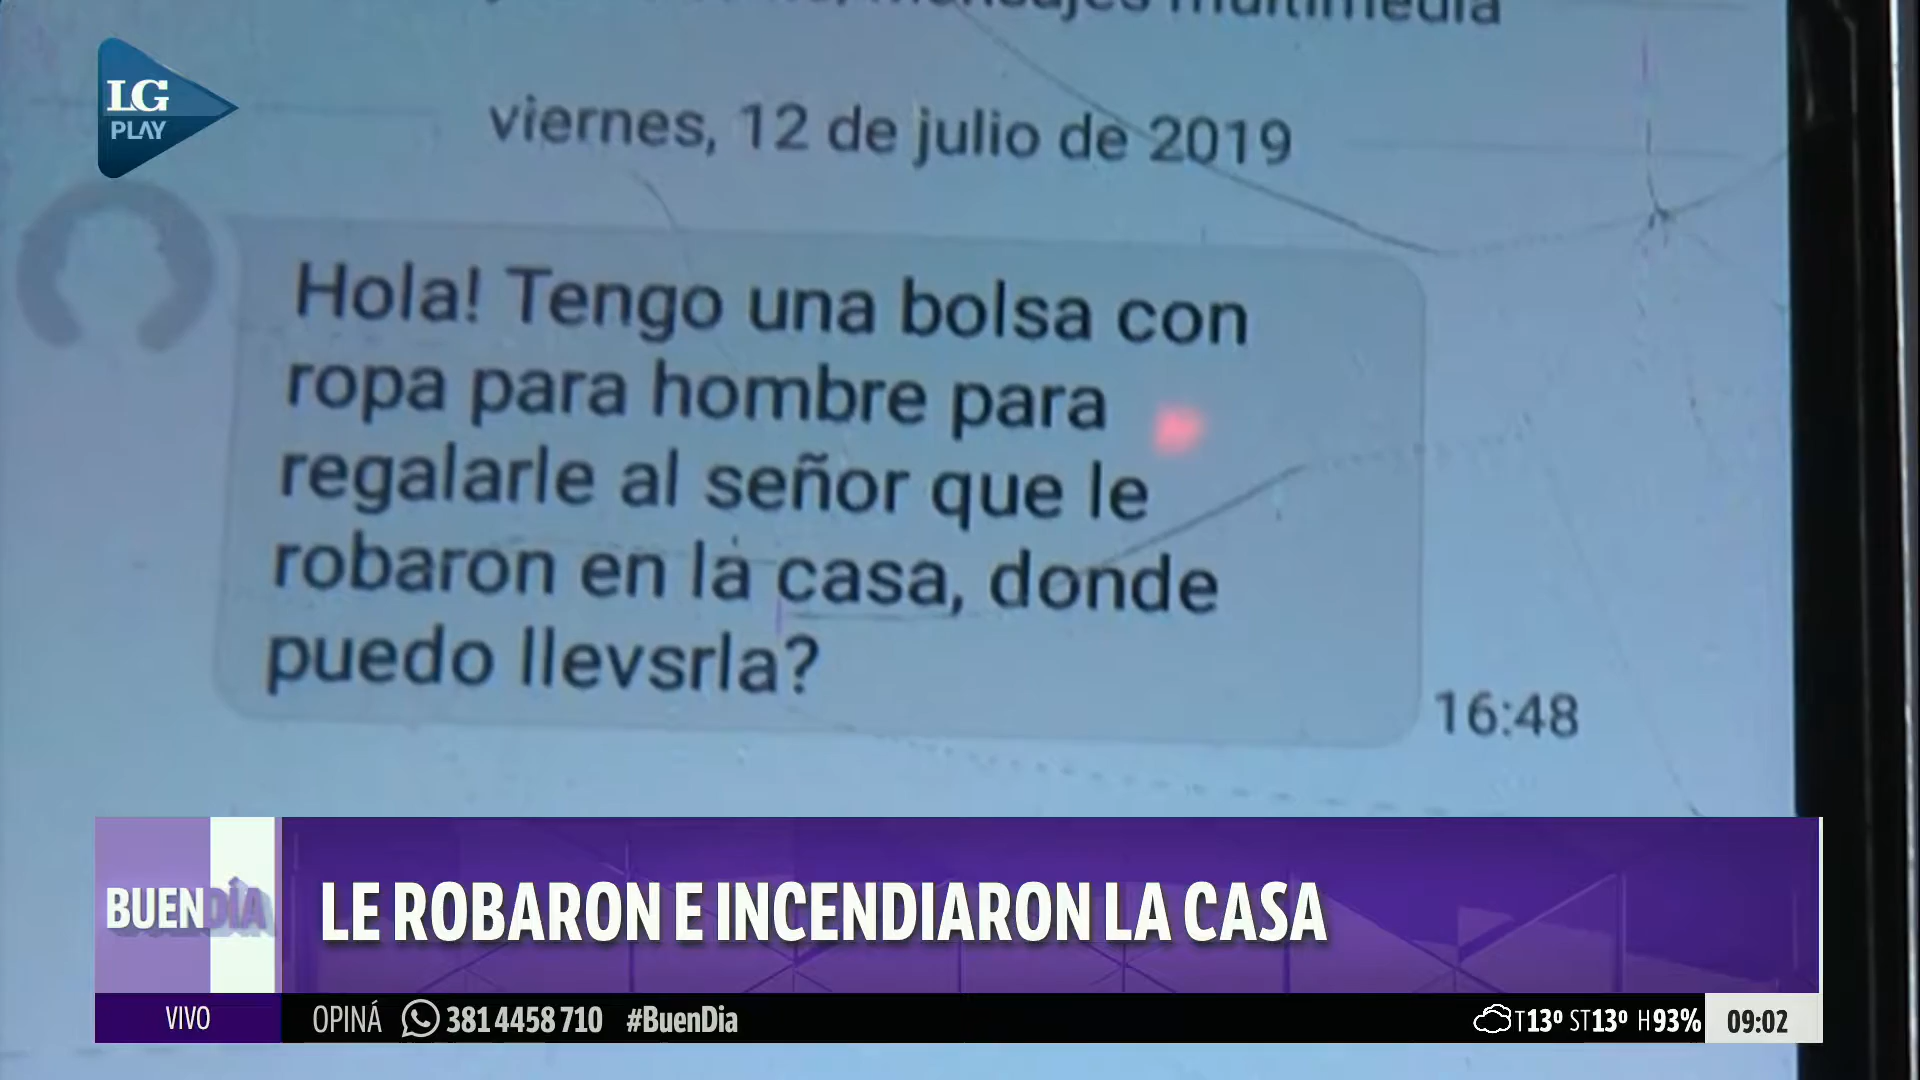 mensajes multimedia
LG
PLAY
viernes, 12 de julio de 2019
Hola! Tengo una bolsa con
ropa para hombre para
regalarle al señor que le
robaron en la casa, donde
puedo llevsrla?
16:48
BUENDÍA
LE ROBARON E INCENDIARON LA CASA
VIVO
OPINÁ 381 4458 710 #BuenDia
T13º ST13º H93%
09:02